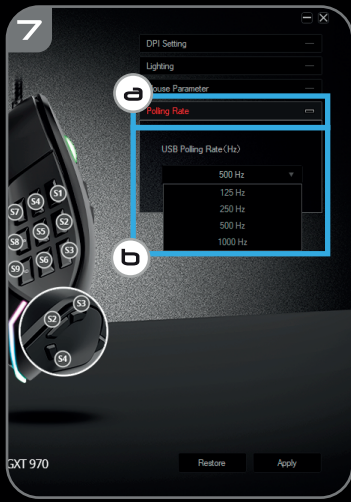 7
DPI Setting
Lighting
a
ouse Parameter
Polling Rate
USB Polling Rate(Hz)
500 Hz
125 Hz
250 Hz
500 Hz
1000 Hz
b
S1
S4
S7
S2
S5
S8
S3
S6
S9
S3
S2
S4
GXT 970
Restore
Apply